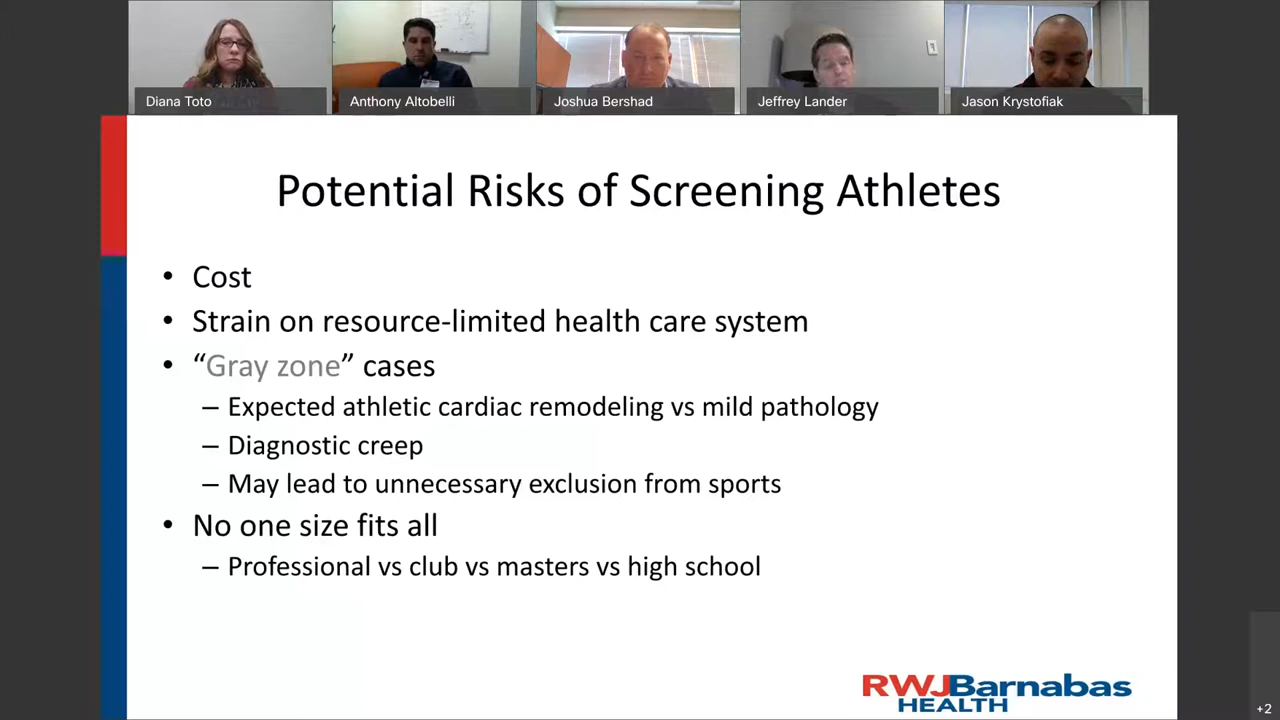 Diana Toto
Anthony Altobelli
Joshua Bershad
Jeffrey Lander
Jason Krystofiak
Potential Risks of Screening Athletes
• Cost
• Strain on resource-limited health care system
• “Gray zone” cases
– Expected athletic cardiac remodeling vs mild pathology
– Diagnostic creep
– May lead to unnecessary exclusion from sports
• No one size fits all
– Professional vs club vs masters vs high school
RWJBarnabas
HEALTH
+2